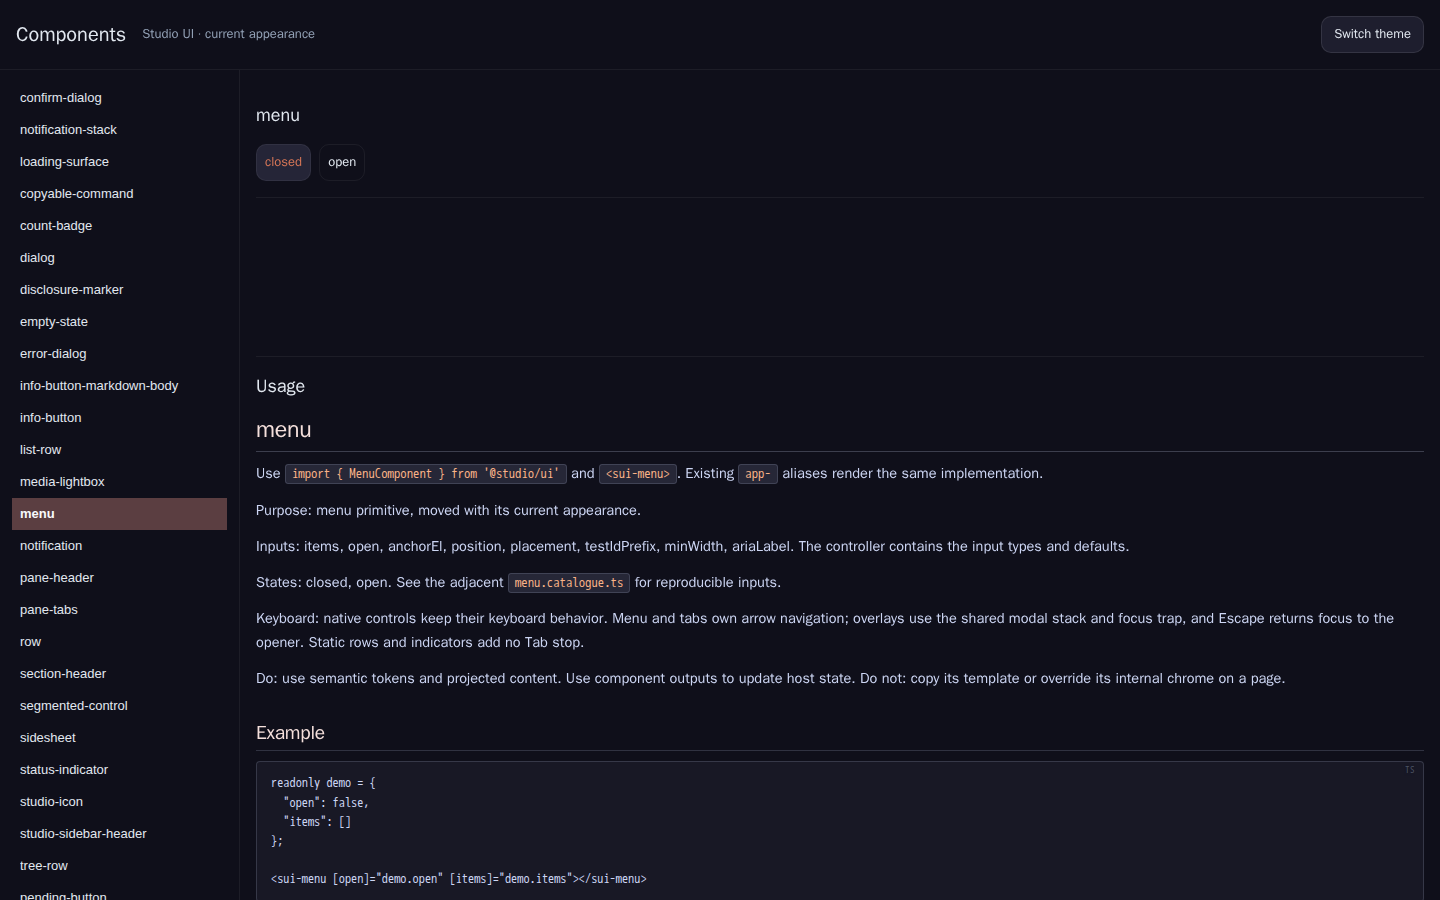 Components
Studio UI · current appearance
Switch theme
confirm-dialog
notification-stack
loading-surface
copyable-command
count-badge
dialog
disclosure-marker
empty-state
error-dialog
info-button-markdown-body
info-button
list-row
media-lightbox
menu
notification
pane-header
pane-tabs
row
section-header
segmented-control
sidesheet
status-indicator
studio-icon
studio-sidebar-header
tree-row
pending-button
menu
closed
open
Usage
menu
Use import { MenuComponent } from '@studio/ui' and <sui-menu>. Existing app- aliases render the same implementation.
Purpose: menu primitive, moved with its current appearance.
Inputs: items, open, anchorEl, position, placement, testIdPrefix, minWidth, ariaLabel. The controller contains the input types and defaults.
States: closed, open. See the adjacent menu.catalogue.ts for reproducible inputs.
Keyboard: native controls keep their keyboard behavior. Menu and tabs own arrow navigation; overlays use the shared modal stack and focus trap, and Escape returns focus to the
opener. Static rows and indicators add no Tab stop.
Do: use semantic tokens and projected content. Use component outputs to update host state. Do not: copy its template or override its internal chrome on a page.
Example
TS
readonly demo = {
  "open": false,
  "items": []
};
<sui-menu [open]="demo.open" [items]="demo.items"></sui-menu>